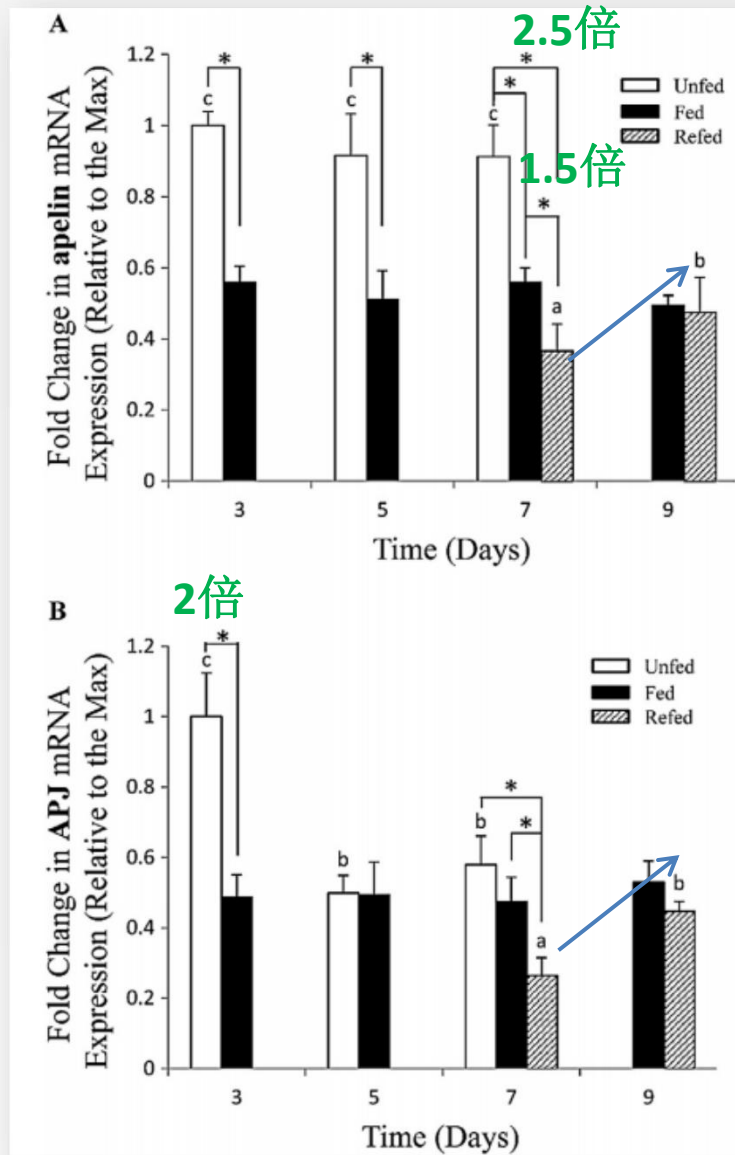 A
2.5倍
1.2
*
*
*
Unfed
*
Fed
Refed
c
c
c
1
1.5倍
0.8
*
0.6
b
a
0.4
0.2
0
3
5
7
9
Time (Days)
Fold Change in apelin mRNA
Expression (Relative to the Max)
2倍
B
1.2
*
c
Unfed
Fed
Refed
1
0.8
*
*
b
b
0.6
b
a
0.4
0.2
0
3
5
7
9
Time (Days)
Fold Change in APJ mRNA
Expression (Relative to the Max)